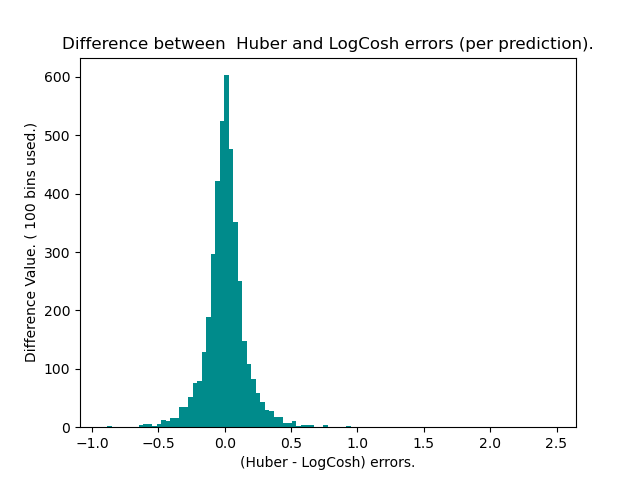 Difference between  Huber and LogCosh errors (per prediction).
600
500
400
300
200
100
0
Difference Value. ( 100 bins used.)
−1.0 −0.5 0.0 0.5 1.0 1.5 2.0 2.5
(Huber - LogCosh) errors.